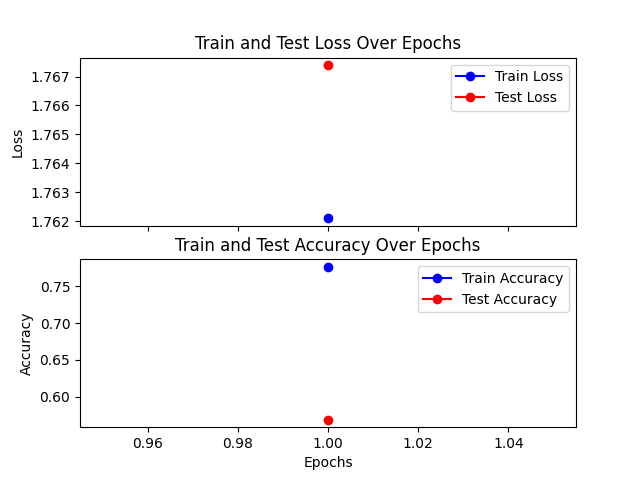 Train and Test Loss Over Epochs
1.767
1.766
1.765
1.764
1.763
1.762
Loss
Train Loss
Test Loss
Train and Test Accuracy Over Epochs
0.75
0.70
0.65
0.60
Accuracy
Train Accuracy
Test Accuracy
0.96 0.98 1.00 1.02 1.04
Epochs